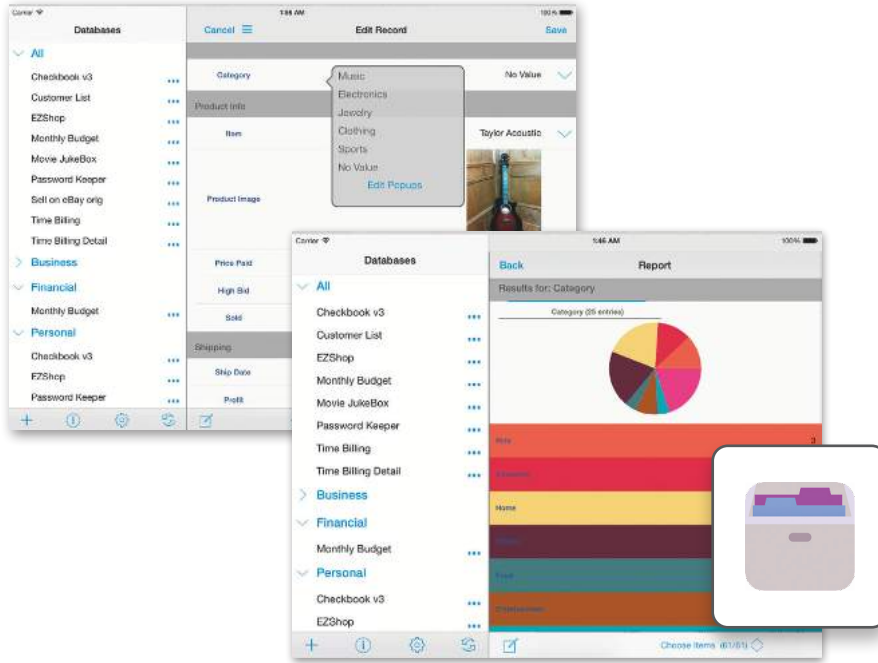 Carrier
1:56 AM
100%
Databases
Cancel
Edit Record
Save
All
Checkbook v3
Customer List
EZShop
Monthly Budget
Movie JukeBox
Password Keeper
Sell on eBay orig
Time Billing
Time Billing Detail
Business
Financial
Monthly Budget
Personal
Checkbook v3
EZShop
Password Keeper
Category
Music
Electronics
Jewelry
Clothing
Sports
No Value
Edit Popups
No Value
Product Info
Item
Taylor Acoustic
Product Image
Price Paid
High Bid
Sold
Shipping
Ship Date
Profit
Carrier
1:46 AM
100%
Databases
Back
Report
All
Checkbook v3
Customer List
EZShop
Monthly Budget
Movie JukeBox
Password Keeper
Time Billing
Time Billing Detail
Business
Financial
Monthly Budget
Personal
Checkbook v3
EZShop
Results for: Category
Category (25 entries)
3
Home
Food
Entertainment
Choose Items (61/61)